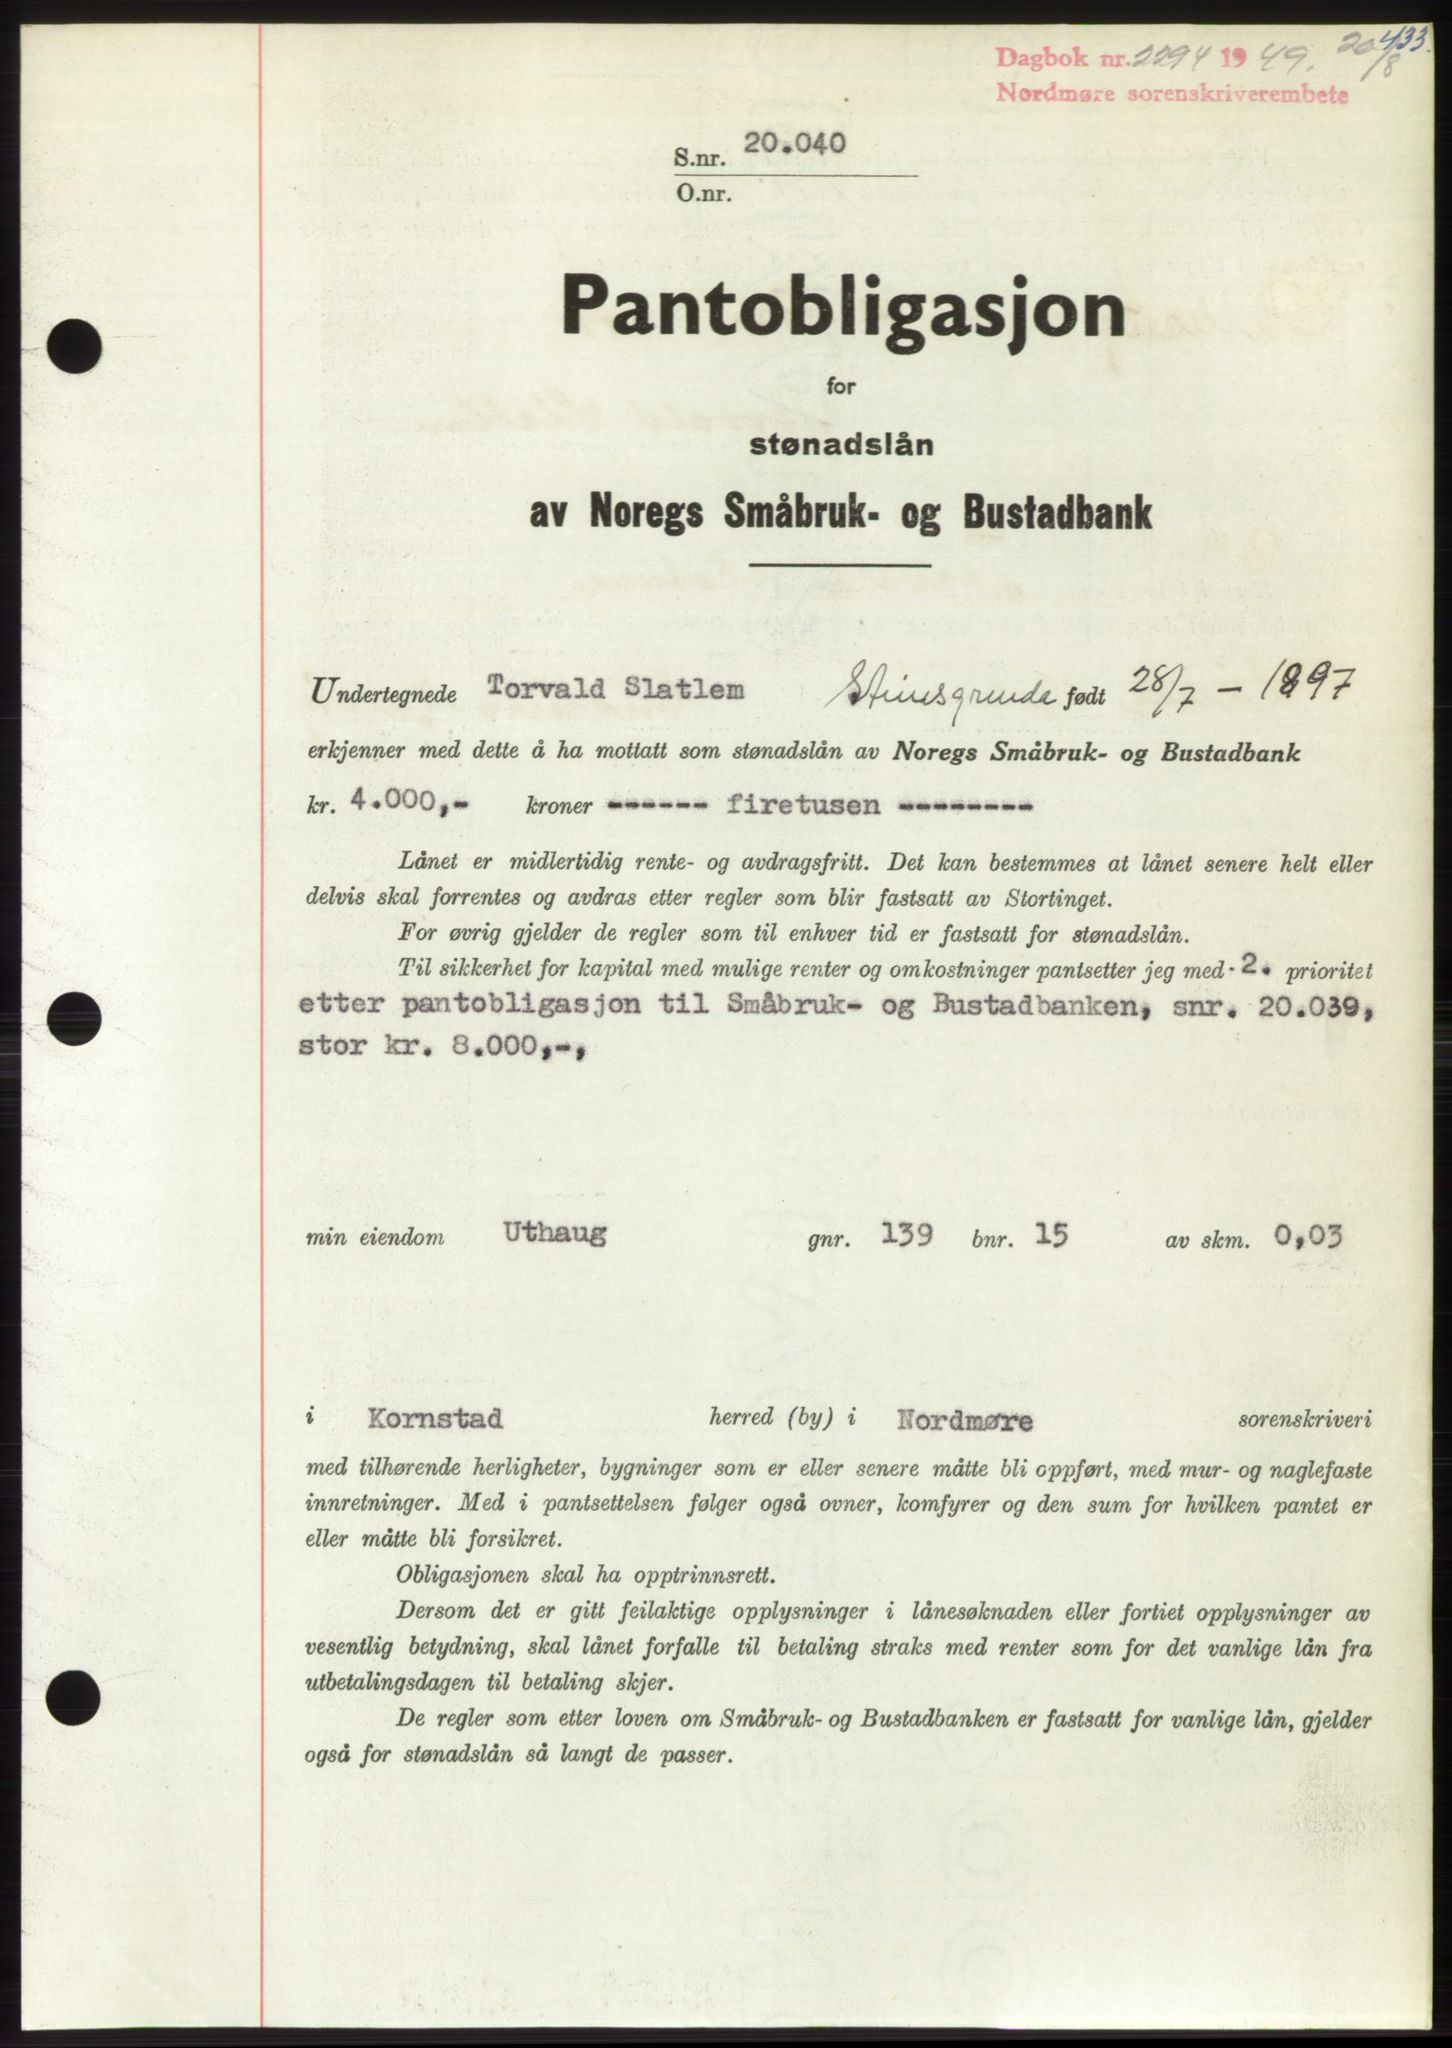 433.
Dagbok nr. 2294 1949. 20/8
Nordmøre sorenskriverembete
S.nr. 20.040
O.nr.
Pantobligasjon
for
stønadslån
av Noregs Småbruk- og Bustadbank
Undertegnede Torvald Slatlem født 28/7 - 1897
erkjenner med dette å ha mottatt som stønadslån av Noregs Småbruk- og Bustadbank
kr. 4.000,- kroner ------ firetusen --------
Lånet er midlertidig rente- og avdragsfritt. Det kan bestemmes at lånet senere helt eller
delvis skal forrentes og avdras etter regler som blir fastsatt av Stortinget.
For øvrig gjelder de regler som til enhver tid er fastsatt for stønadslån.
Til sikkerhet for kapital med mulige renter og omkostninger pantsetter jeg med 2. prioritet
etter pantobligasjon til Småbruk- og Bustadbanken, snr. 20.039,
stor kr. 8.000,-,
min eiendom Uthaug gnr. 139 bnr. 15 av skm. 0,03
i Kornstad herred (by) i Nordmøre sorenskriveri
med tilhørende herligheter, bygninger som er eller senere måtte bli oppført, med mur- og naglefaste
innretninger. Med i pantsettelsen følger også ovner, komfyrer og den sum for hvilken pantet er
eller måtte bli forsikret.
Obligasjonen skal ha opptrinnsrett.
Dersom det er gitt feilaktige opplysninger i lånesøknaden eller fortiet opplysninger av
vesentlig betydning, skal lånet forfalle til betaling straks med renter som for det vanlige lån fra
utbetalingsdagen til betaling skjer.
De regler som etter loven om Småbruk- og Bustadbanken er fastsatt for vanlige lån, gjelder
også for stønadslån så langt de passer.